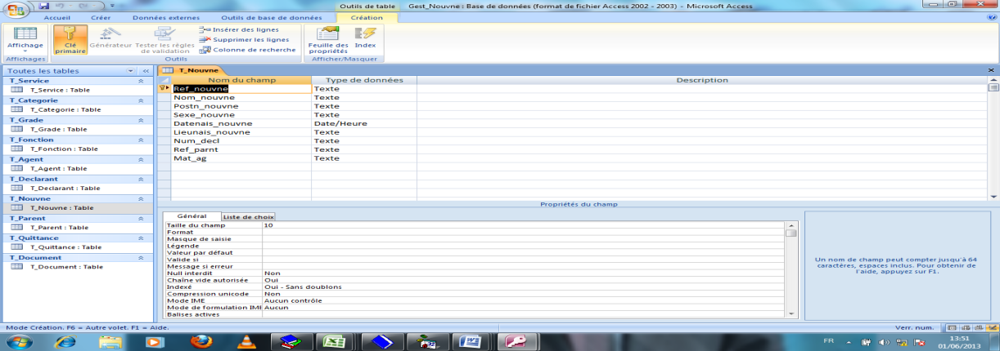 Outils de table Gest_Nouvne : Base de données (format de fichier Access 2002 - 2003) - Microsoft Access
Accueil Créer Données externes Outils de base de données Création
Affichage
Clé primaire
Générateur
Tester les règles de validation
Insérer des lignes
Supprimer les lignes
Colonne de recherche
Feuille des propriétés
Index
Affichages Outils Afficher/Masquer
Toutes les tables
T_Service
T_Service : Table
T_Categorie
T_Categorie : Table
T_Grade
T_Grade : Table
T_Fonction
T_Fonction : Table
T_Agent
T_Agent : Table
T_Declarant
T_Declarant : Table
T_Nouvne
T_Nouvne : Table
T_Parent
T_Parent : Table
T_Quittance
T_Quittance : Table
T_Document
T_Document : Table
T_Nouvne
Nom du champ Type de données Description
Ref_nouvne Texte
Nom_nouvne Texte
Postn_nouvne Texte
Sexe_nouvne Texte
Datenais_nouvne Date/Heure
Lieunais_nouvne Texte
Num_decl Texte
Ref_parnt Texte
Mat_ag Texte
Propriétés du champ
Général Liste de choix
Taille du champ 10
Format
Masque de saisie
Légende
Valeur par défaut
Valide si
Message si erreur
Null interdit Non
Chaîne vide autorisée Oui
Indexé Oui - Sans doublons
Compression unicode Non
Mode IME Aucun contrôle
Mode de formulation IME Aucun
Balises actives
Un nom de champ peut compter jusqu'à 64
caractères, espaces inclus. Pour obtenir de
l'aide, appuyez sur F1.
Mode Création. F6 = Autre volet. F1 = Aide. Verr. num.
FR
13:51
01/06/2013